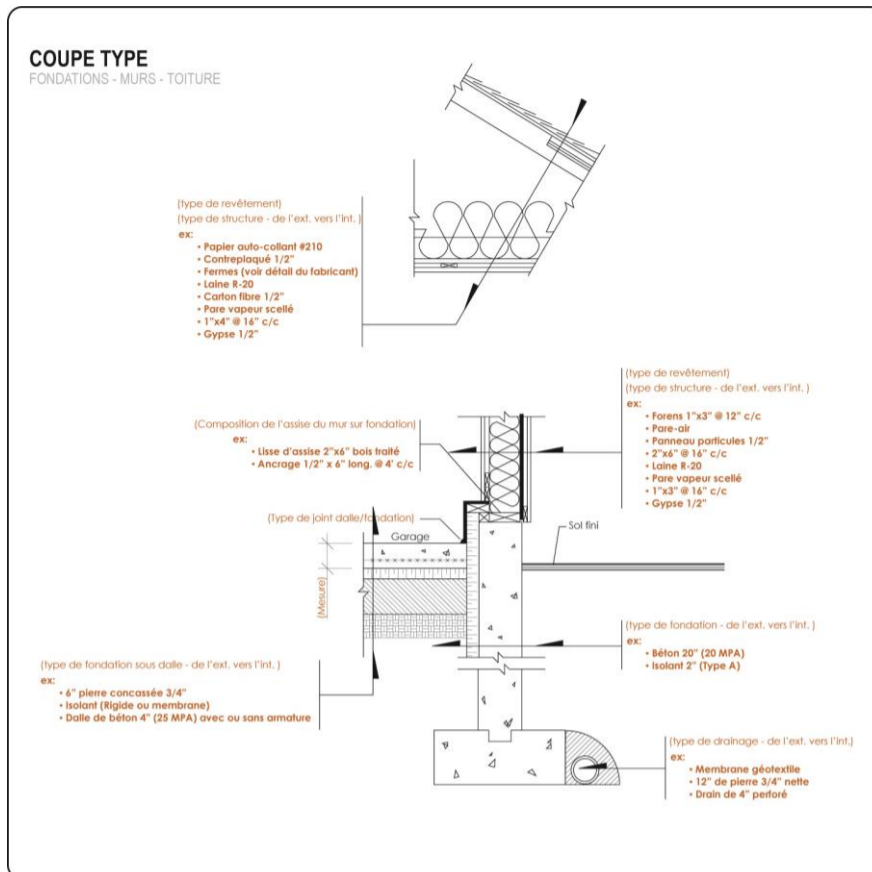 COUPE TYPE
FONDATIONS - MURS - TOITURE
(type de revêtement)
(type de structure - de l'ext. vers l'int. )
ex:
• Papier auto-collant #210
• Contreplaqué 1/2"
• Fermes (voir détail du fabricant)
• Laine R-20
• Carton fibre 1/2"
• Pare vapeur scellé
• 1"x4" @ 16" c/c
• Gypse 1/2"
(type de revêtement)
(type de structure - de l'ext. vers l'int. )
ex:
• Forens 1"x3" @ 12" c/c
• Pare-air
• Panneau particules 1/2"
• 2"x6" @ 16" c/c
• Laine R-20
• Pare vapeur scellé
• 1"x3" @ 16" c/c
• Gypse 1/2"
(Composition de l'assise du mur sur fondation)
ex:
• Lisse d'assise 2"x6" bois traité
• Ancrage 1/2" x 6" long. @ 4' c/c
(Type de joint dalle/fondation)
Garage
Sol fini
(Mesure)
(type de fondation - de l'ext. vers l'int. )
ex:
• Béton 20" (20 MPA)
• Isolant 2" (Type A)
(type de fondation sous dalle - de l'ext. vers l'int. )
ex:
• 6" pierre concassée 3/4"
• Isolant (Rigide ou membrane)
• Dalle de béton 4" (25 MPA) avec ou sans armature
(type de drainage - de l'ext. vers l'int.)
ex:
• Membrane géotextile
• 12" de pierre 3/4" nette
• Drain de 4" perforé